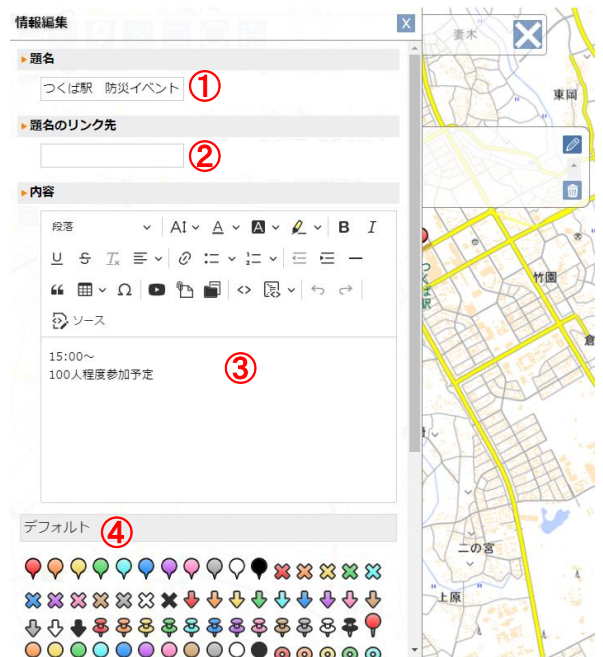 情報編集
X
妻木
題名
つくば駅 防災イベント
①
東岡
題名のリンク先
②
内容
段落
AI
A
A
B
I
U
S
Tx
Ω
ソース
つくば駅
竹園
倉
15:00～
100人程度参加予定
③
デフォルト
④
二の宮
上原